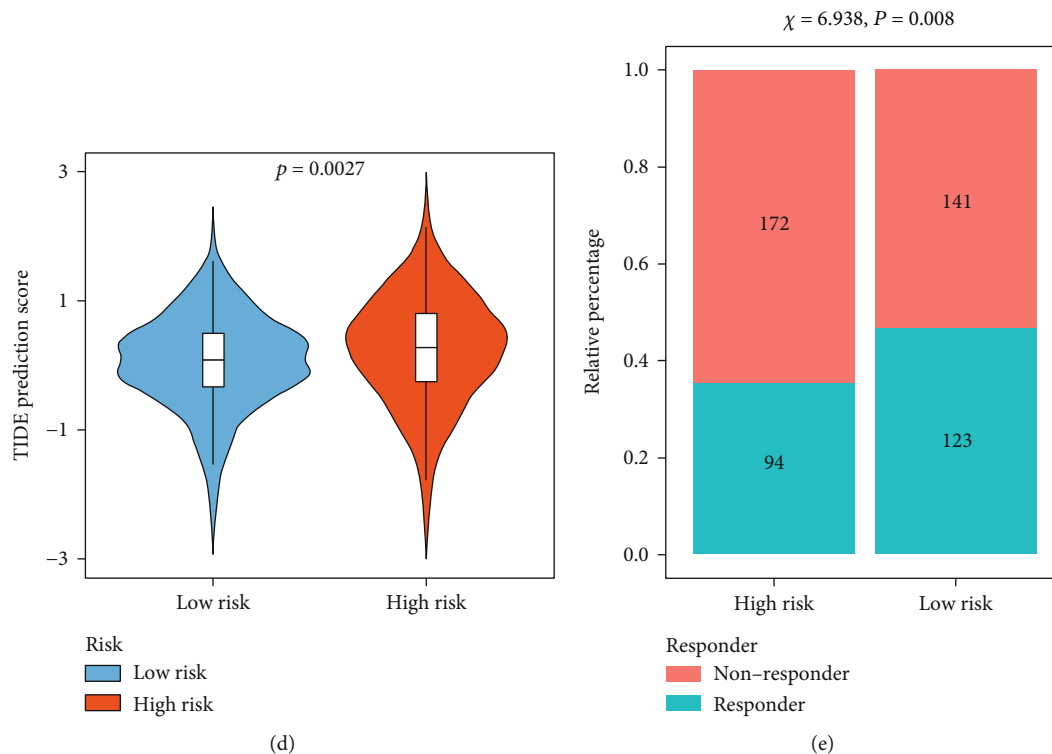 p = 0.0027
TIDE prediction score
3
1
−1
−3
Low risk
High risk
Risk
Low risk
High risk
(d)
χ = 6.938, P = 0.008
Relative percentage
1.0
0.8
0.6
0.4
0.2
0.0
172
141
94
123
High risk
Low risk
Responder
Non–responder
Responder
(e)